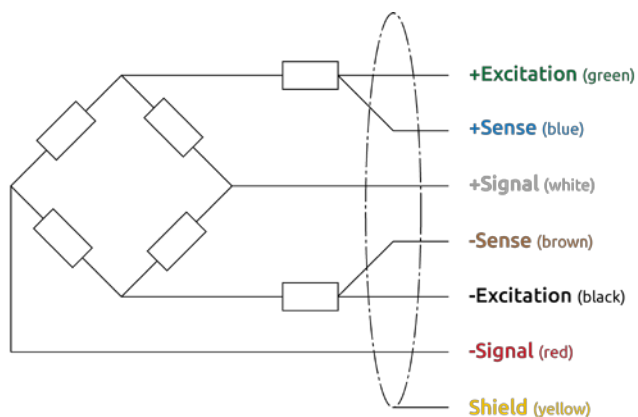 +Excitation (green)
+Sense (blue)
+Signal (white)
-Sense (brown)
-Excitation (black)
-Signal (red)
Shield (yellow)